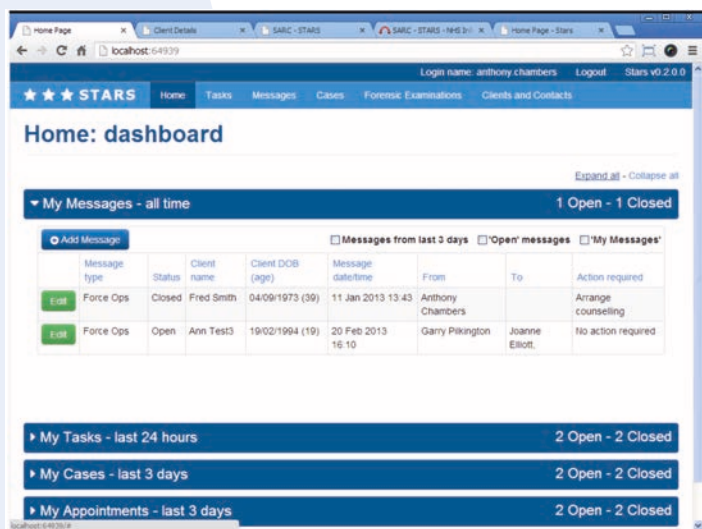 Home Page
Client Details
SARC - STARS
SARC - STARS - NHS
Home Page - Stars
localhost:64939
Login name: anthony.chambers Logout Stars v0.2.0.0
STARS Home Tasks Messages Cases Forensic Examinations Clients and Contacts
Home: dashboard
Expand all - Collapse all
My Messages - all time 1 Open - 1 Closed
Add Message Messages from last 3 days 'Open' messages 'My Messages'
Message type Status Client name Client DOB (age) Message date/time From To Action required
Edit Force Ops Closed Fred Smith 04/09/1973 (39) 11 Jan 2013 13:43 Anthony Chambers Arrange counselling
Edit Force Ops Open Ann Test3 19/02/1994 (19) 20 Feb 2013 16:10 Garry Pilkington Joanne Elliott, No action required
My Tasks - last 24 hours 2 Open - 2 Closed
My Cases - last 3 days 2 Open - 2 Closed
My Appointments - last 3 days 2 Open - 2 Closed
localhost:64939/#